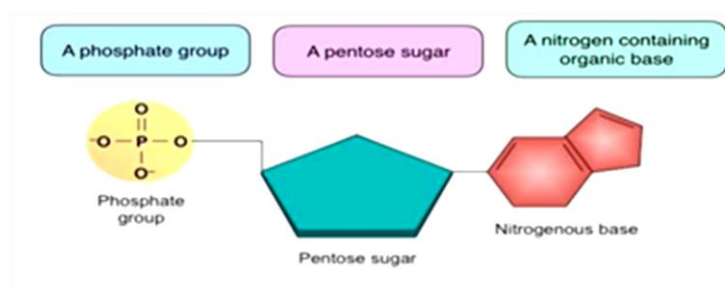 A phosphate group
A pentose sugar
A nitrogen containing
organic base
O
||
⁻O — P — O
|
O⁻
Phosphate
group
Pentose sugar
Nitrogenous base